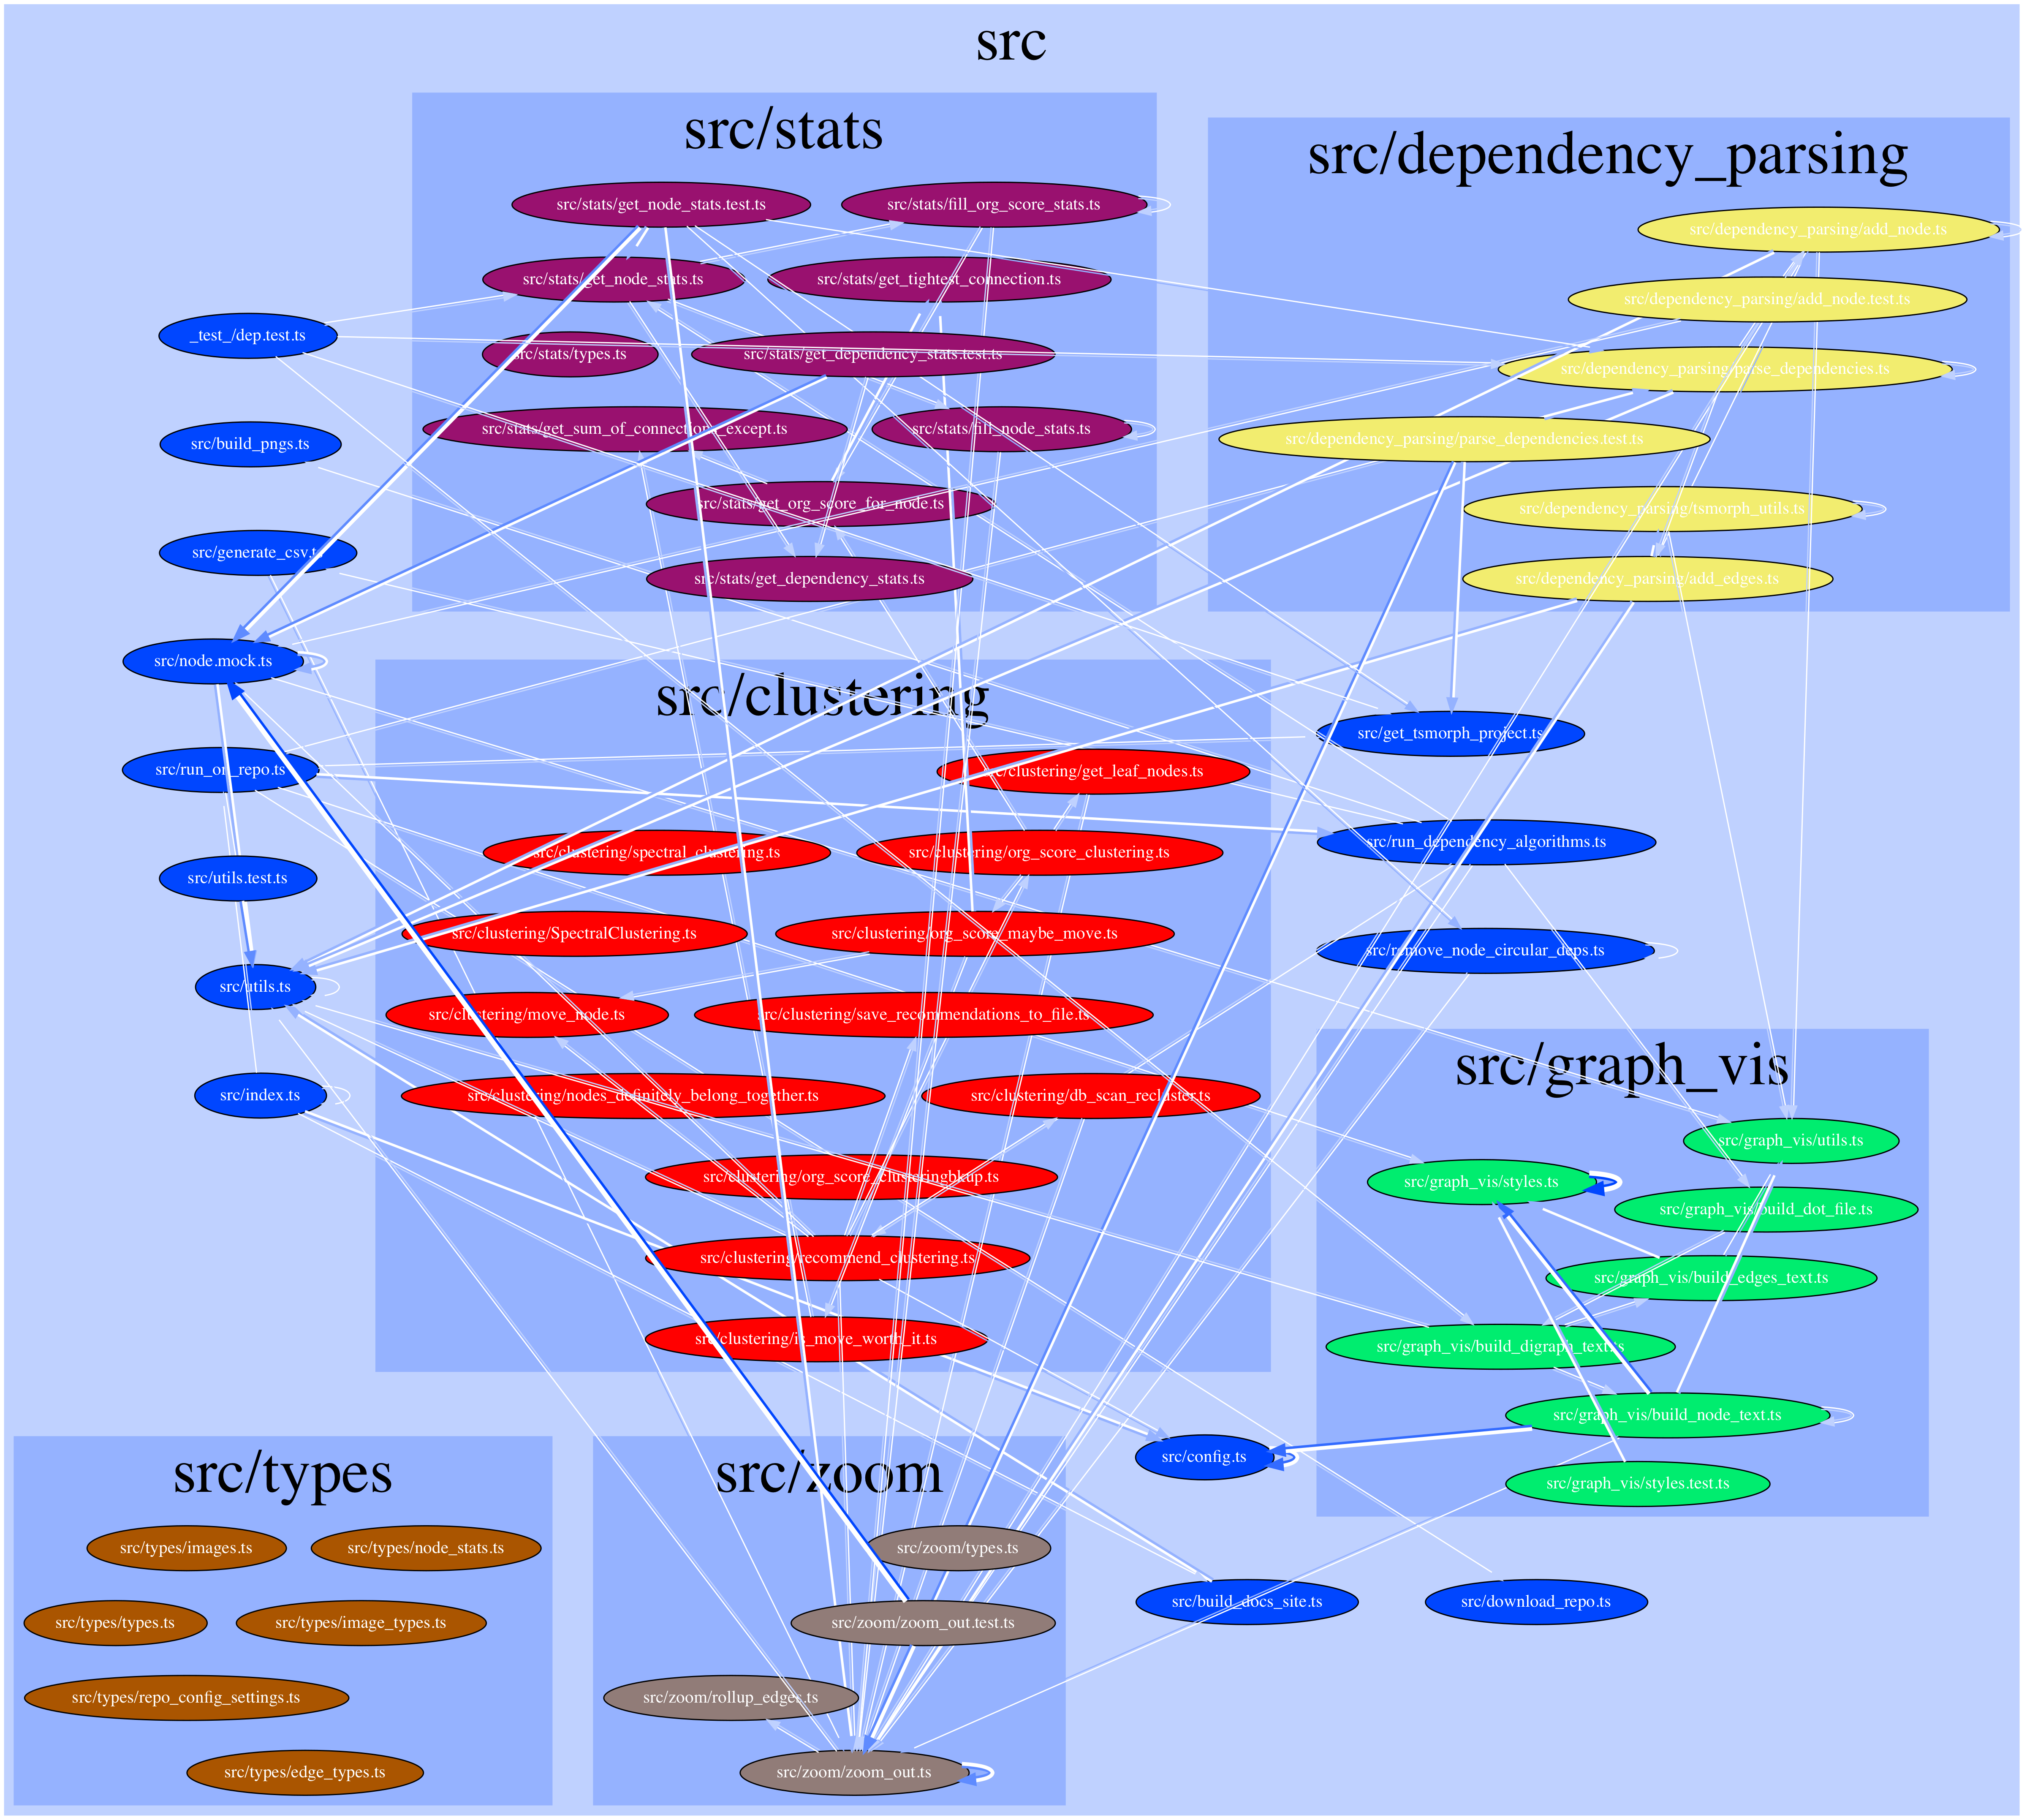 src
src/stats
src/stats/get_node_stats.test.ts
src/stats/fill_org_score_stats.ts
src/stats/get_node_stats.ts
src/stats/get_tightest_connection.ts
src/stats/types.ts
src/stats/get_dependency_stats.test.ts
src/stats/get_sum_of_connections_except.ts
src/stats/fill_node_stats.ts
src/stats/get_org_score_for_node.ts
src/stats/get_dependency_stats.ts
src/dependency_parsing
src/dependency_parsing/add_node.ts
src/dependency_parsing/add_node.test.ts
src/dependency_parsing/parse_dependencies.ts
src/dependency_parsing/parse_dependencies.test.ts
src/dependency_parsing/tsmorph_utils.ts
src/dependency_parsing/add_edges.ts
_test_/dep.test.ts
src/build_pngs.ts
src/generate_csv.ts
src/node.mock.ts
src/run_on_repo.ts
src/utils.test.ts
src/utils.ts
src/index.ts
src/clustering
src/clustering/get_leaf_nodes.ts
src/clustering/spectral_clustering.ts
src/clustering/org_score_clustering.ts
src/clustering/SpectralClustering.ts
src/clustering/org_score_maybe_move.ts
src/clustering/move_node.ts
src/clustering/save_recommendations_to_file.ts
src/clustering/nodes_definitely_belong_together.ts
src/clustering/db_scan_recluster.ts
src/clustering/org_score_clusteringbkup.ts
src/clustering/recommend_clustering.ts
src/clustering/is_move_worth_it.ts
src/get_tsmorph_project.ts
src/run_dependency_algorithms.ts
src/remove_node_circular_deps.ts
src/graph_vis
src/graph_vis/utils.ts
src/graph_vis/styles.ts
src/graph_vis/build_dot_file.ts
src/graph_vis/build_edges_text.ts
src/graph_vis/build_digraph_text.ts
src/graph_vis/build_node_text.ts
src/graph_vis/styles.test.ts
src/config.ts
src/build_docs_site.ts
src/download_repo.ts
src/types
src/types/images.ts
src/types/node_stats.ts
src/types/types.ts
src/types/image_types.ts
src/types/repo_config_settings.ts
src/types/edge_types.ts
src/zoom
src/zoom/types.ts
src/zoom/zoom_out.test.ts
src/zoom/rollup_edges.ts
src/zoom/zoom_out.ts